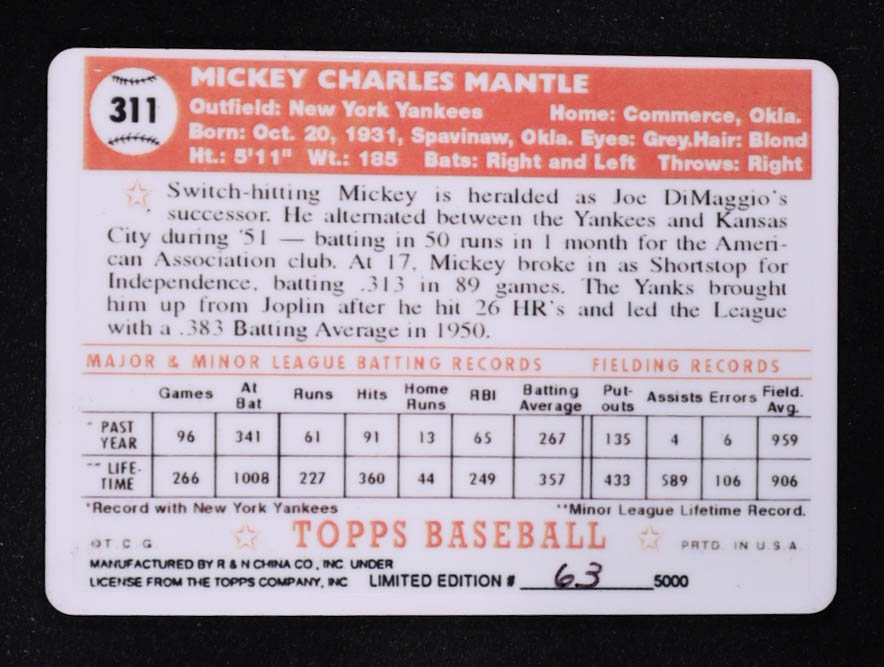 311
MICKEY CHARLES MANTLE
Outfield: New York Yankees Home: Commerce, Okla.
Born: Oct. 20, 1931, Spavinaw, Okla. Eyes: Grey.Hair: Blond
Ht.: 5'11" Wt.: 185 Bats: Right and Left Throws: Right
Switch-hitting Mickey is heralded as Joe DiMaggio's
successor. He alternated between the Yankees and Kansas
City during '51 — batting in 50 runs in 1 month for the Ameri-
can Association club. At 17, Mickey broke in as Shortstop for
Independence, batting .313 in 89 games. The Yanks brought
him up from Joplin after he hit 26 HR's and led the League
with a .383 Batting Average in 1950.
MAJOR & MINOR LEAGUE BATTING RECORDS FIELDING RECORDS
Games At Bat Runs Hits Home Runs RBI Batting Average Put-outs Assists Errors Field. Avg.
* PAST YEAR 96 341 61 91 13 65 267 135 4 6 959
** LIFE-TIME 266 1008 227 360 44 249 357 433 589 106 906
*Record with New York Yankees **Minor League Lifetime Record.
©T.C.G. TOPPS BASEBALL PRTD. IN U.S.A.
MANUFACTURED BY R & N CHINA CO., INC. UNDER
LICENSE FROM THE TOPPS COMPANY, INC LIMITED EDITION # 63 5000